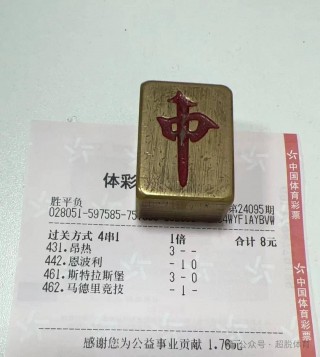 中
体彩
胜平负
第24095期
028051-597585-75
4WYF1AYBVW
过关方式 4串1 1倍 合计 8元
431.昂热 3 - -
442.恩波利 - 1 0
461.斯特拉斯堡 3 - 0
462.马德里竞技 - 1 -
感谢您为公益事业贡献 1.76元
公众号 · 超脱体育
中国体育彩票
中国体育彩票